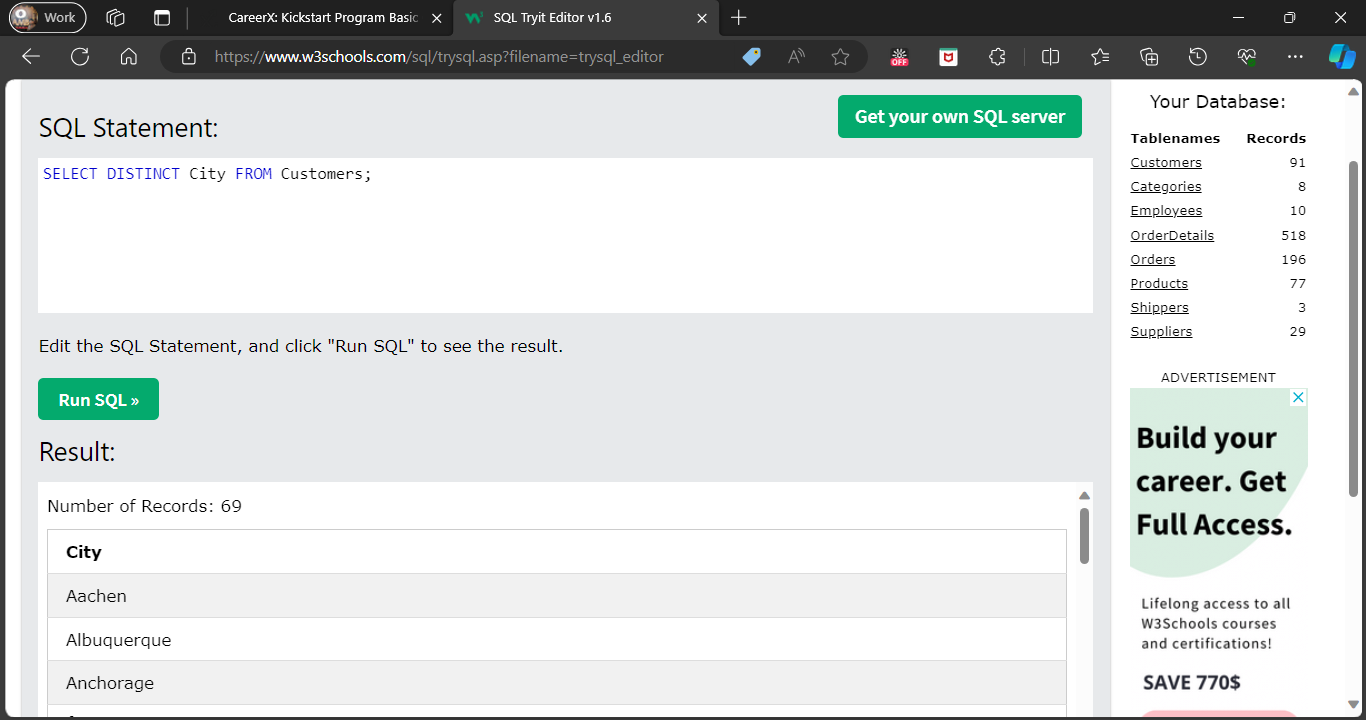 Work
CareerX: Kickstart Program Basic
SQL Tryit Editor v1.6
https://www.w3schools.com/sql/trysql.asp?filename=trysql_editor
OFF
SQL Statement:
Get your own SQL server
SELECT DISTINCT City FROM Customers;
Edit the SQL Statement, and click "Run SQL" to see the result.
Run SQL »
Result:
Number of Records: 69
City
Aachen
Albuquerque
Anchorage
Your Database:
Tablenames Records
Customers 91
Categories 8
Employees 10
OrderDetails 518
Orders 196
Products 77
Shippers 3
Suppliers 29
ADVERTISEMENT
Build your
career. Get
Full Access.
Lifelong access to all
W3Schools courses
and certifications!
SAVE 770$